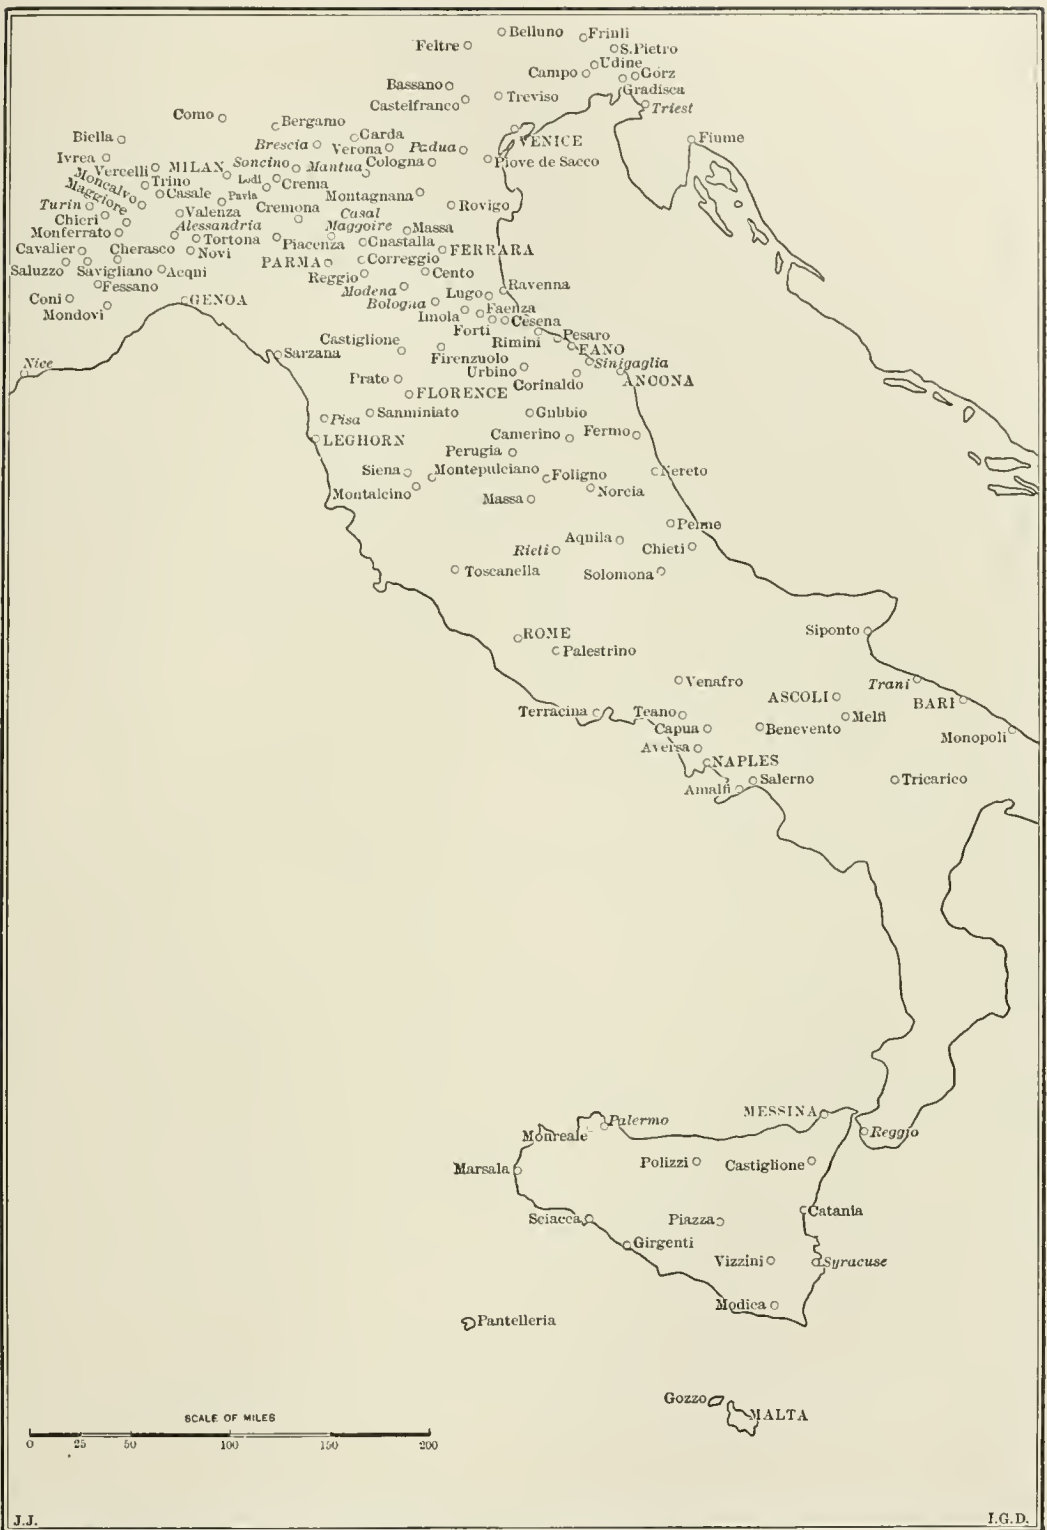 Belluno
Friuli
Feltre
S.Pietro
Udine
Campo
Görz
Gradisca
Bassano
Treviso
Castelfranco
Triest
Como
Bergamo
Biella
Garda
VENICE
Fiume
Brescia
Verona
Padua
Ivrea
Vercelli
MILAN
Soncino
Mantua
Cologna
Piove de Sacco
Moncalvo
Trino
Lodi
Crema
Maggiore
Casale
Pavia
Montagnana
Turin
Rovigo
Chieri
Valenza
Cremona
Casal
Maggoire
Monferrato
Alessandria
Massa
Tortona
Piacenza
Guastalla
Cavalier
Cherasco
Novi
FERRARA
PARMA
Correggio
Saluzzo
Savigliano
Acqui
Reggio
Cento
Fessano
Modena
Ravenna
Coni
GENOA
Bologna
Lugo
Mondovi
Imola
Faenza
Forti
Cesena
Castiglione
Rimini
Pesaro
FANO
Nice
Sarzana
Firenzuolo
Sinigaglia
Urbino
Prato
Corinaldo
ANCONA
FLORENCE
Pisa
Sanminiato
Gubbio
LEGHORN
Camerino
Fermo
Perugia
Siena
Montepulciano
Foligno
Nereto
Montalcino
Massa
Norcia
Penne
Aquila
Rieti
Chieti
Toscanella
Solomona
ROME
Siponto
Palestrino
Venafro
Trani
ASCOLI
BARI
Terracina
Teano
Melfi
Capua
Benevento
Monopoli
Aversa
NAPLES
Salerno
Tricarico
Amalfi
MESSINA
Palermo
Reggio
Monreale
Marsala
Polizzi
Castiglione
Catania
Sciacca
Piazza
Girgenti
Vizzini
Syracuse
Modica
Pantelleria
Gozzo
MALTA
SCALE OF MILES
0 25 50 100 150 200
J.J.
I.G.D.